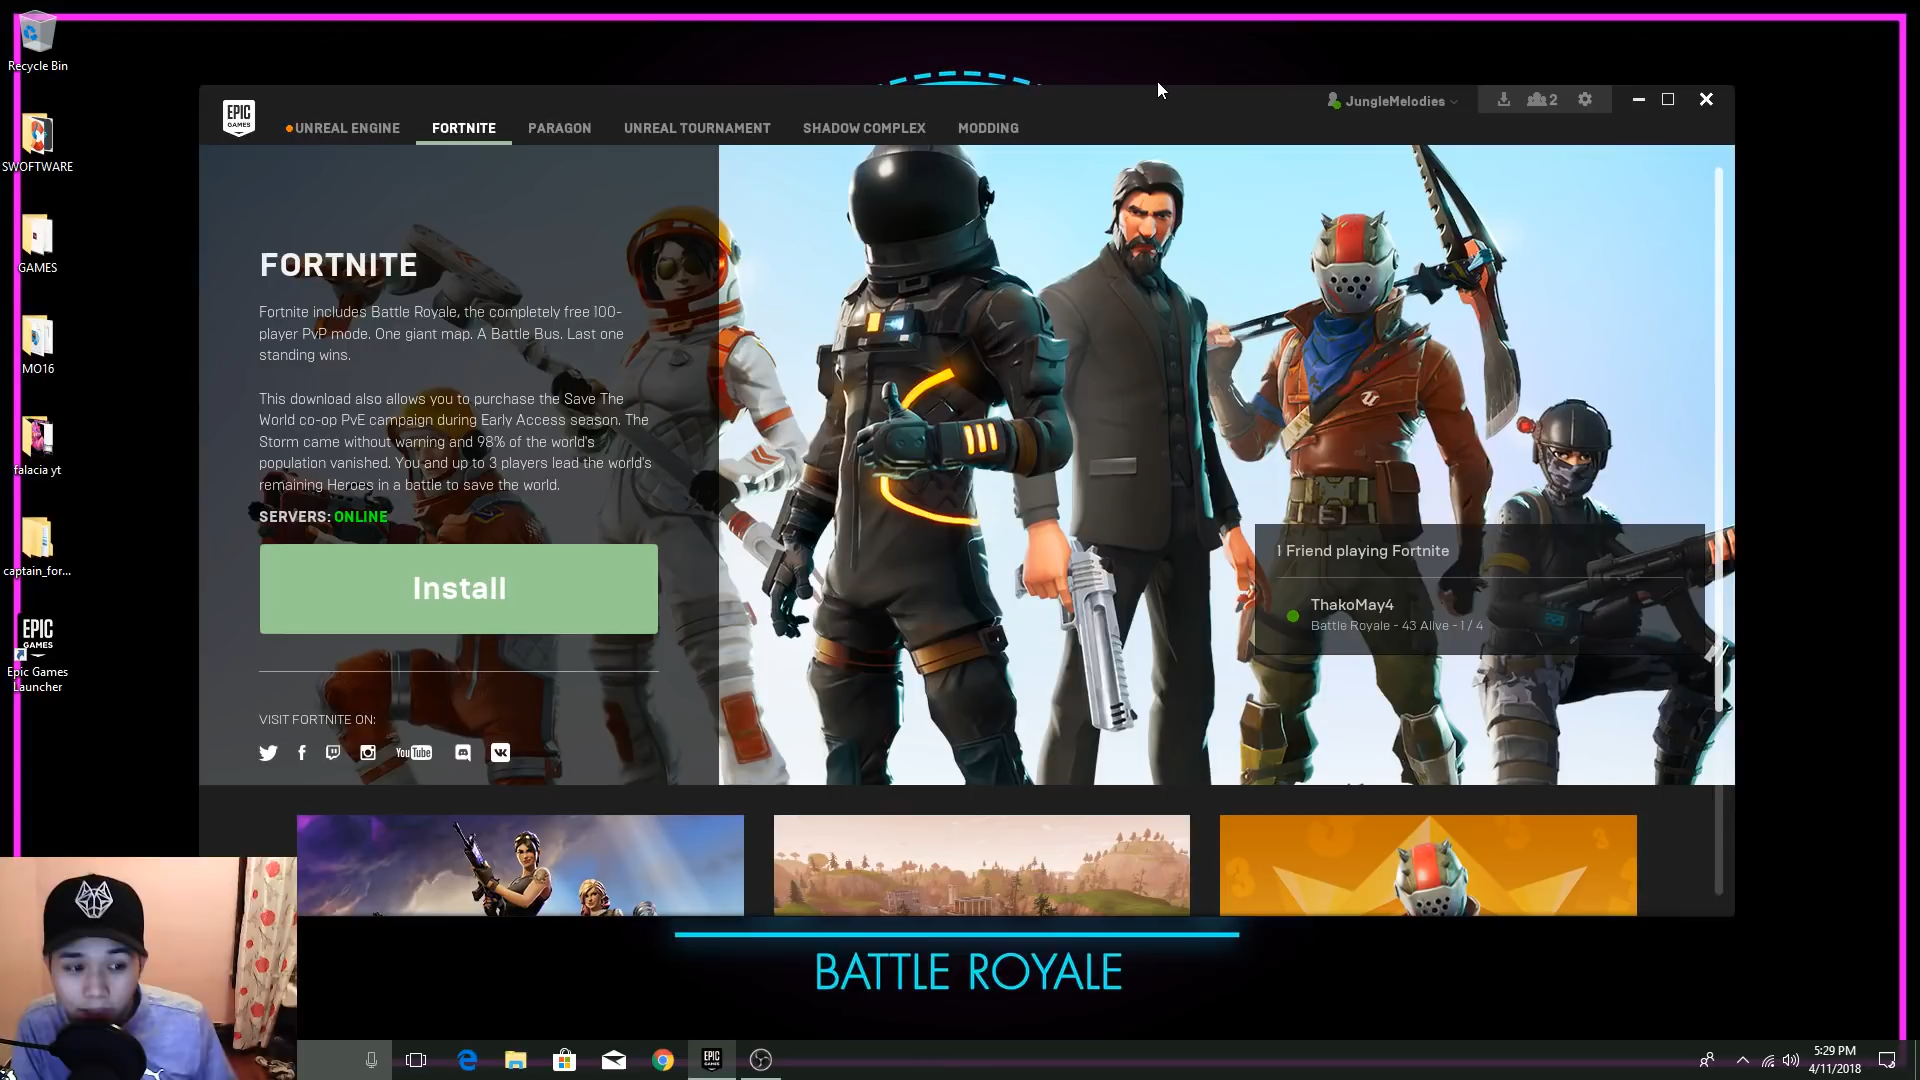 Recycle Bin
SWOFTWARE
GAMES
MO16
falacia yt
captain_for...
EPIC
GAMES
Epic Games
Launcher
EPIC
GAMES
UNREAL ENGINE
FORTNITE
PARAGON
UNREAL TOURNAMENT
SHADOW COMPLEX
MODDING
JungleMelodies
2
FORTNITE
Fortnite includes Battle Royale, the completely free 100-
player PvP mode. One giant map. A Battle Bus. Last one
standing wins.
This download also allows you to purchase the Save The
World co-op PvE campaign during Early Access season. The
Storm came without warning and 98% of the world's
population vanished. You and up to 3 players lead the world's
remaining Heroes in a battle to save the world.
SERVERS: ONLINE
Install
VISIT FORTNITE ON:
YouTube
1 Friend playing Fortnite
ThakoMay4
Battle Royale - 43 Alive - 1 / 4
BATTLE ROYALE
EPIC
GAMES
5:29 PM
4/11/2018